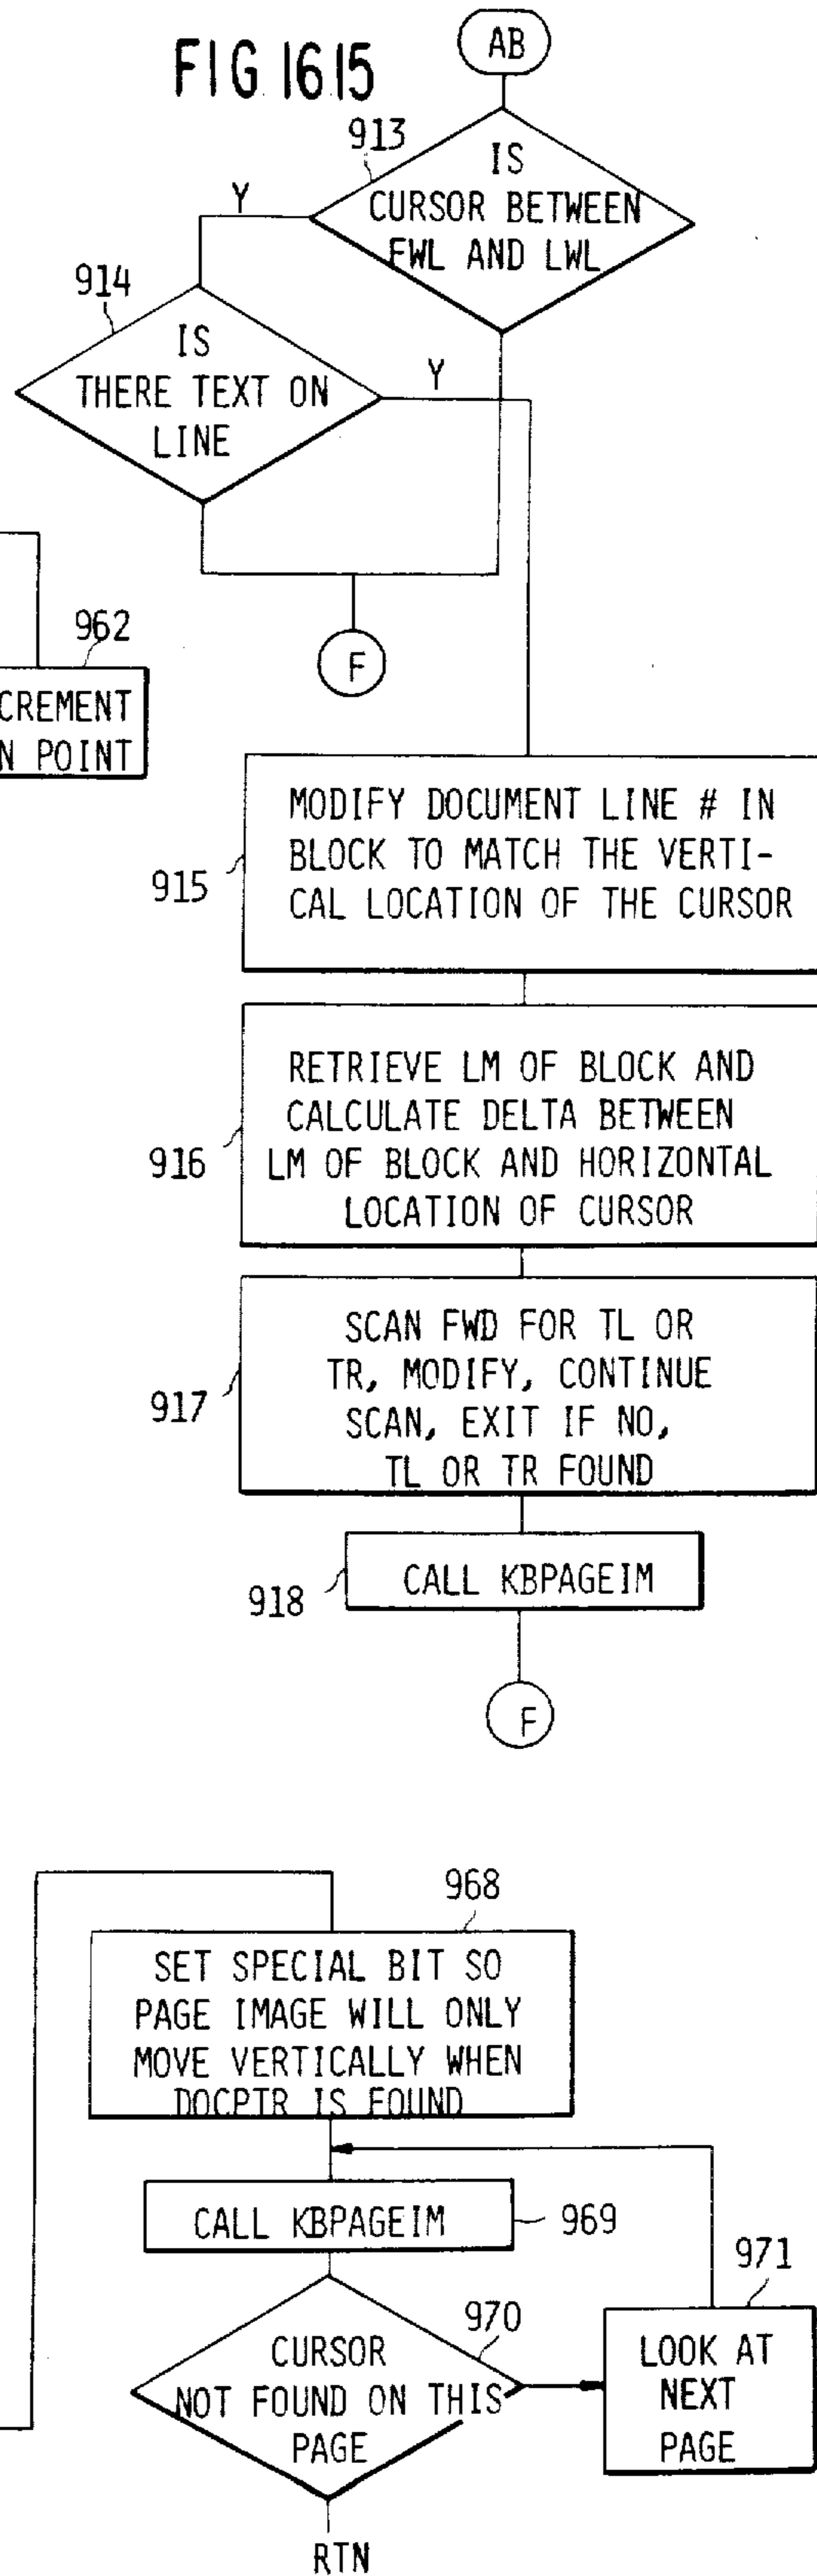 FIG 16 15
AB
913
IS
CURSOR BETWEEN
FWL AND LWL
Y
914
IS
THERE TEXT ON
LINE
Y
F
962
CREMENT
N POINT
915
MODIFY DOCUMENT LINE # IN
BLOCK TO MATCH THE VERTI-
CAL LOCATION OF THE CURSOR
916
RETRIEVE LM OF BLOCK AND
CALCULATE DELTA BETWEEN
LM OF BLOCK AND HORIZONTAL
LOCATION OF CURSOR
917
SCAN FWD FOR TL OR
TR, MODIFY, CONTINUE
SCAN, EXIT IF NO,
TL OR TR FOUND
918
CALL KBPAGEIM
F
968
SET SPECIAL BIT SO
PAGE IMAGE WILL ONLY
MOVE VERTICALLY WHEN
DOCPTR IS FOUND
CALL KBPAGEIM
969
970
CURSOR
NOT FOUND ON THIS
PAGE
971
LOOK AT
NEXT
PAGE
RTN